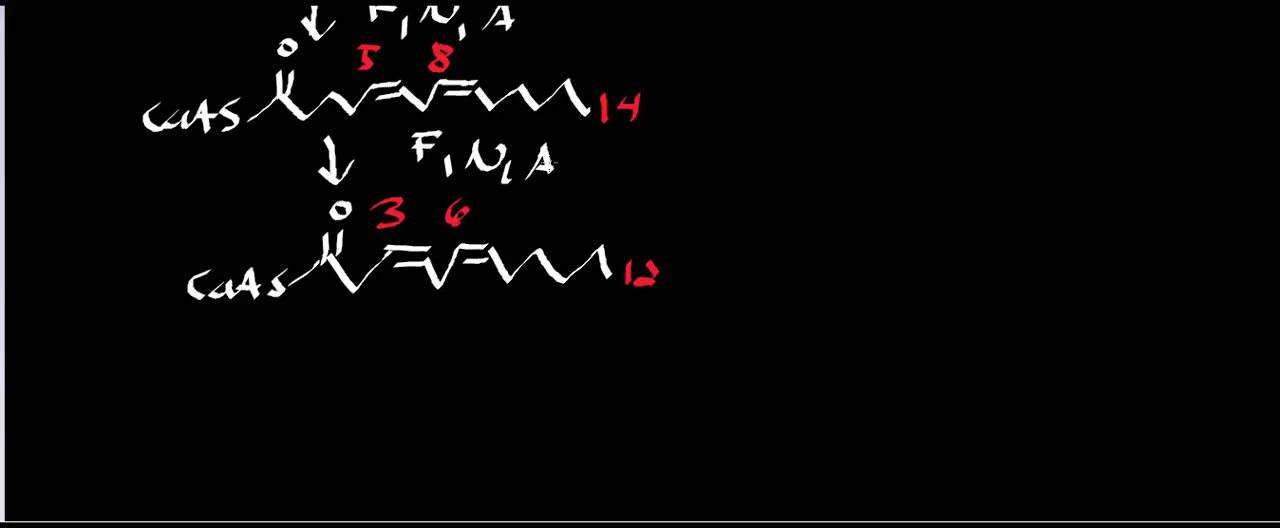 F, N, A
O
5 8
CoAS 14
F, N, A
O 3 6
CoAS 12